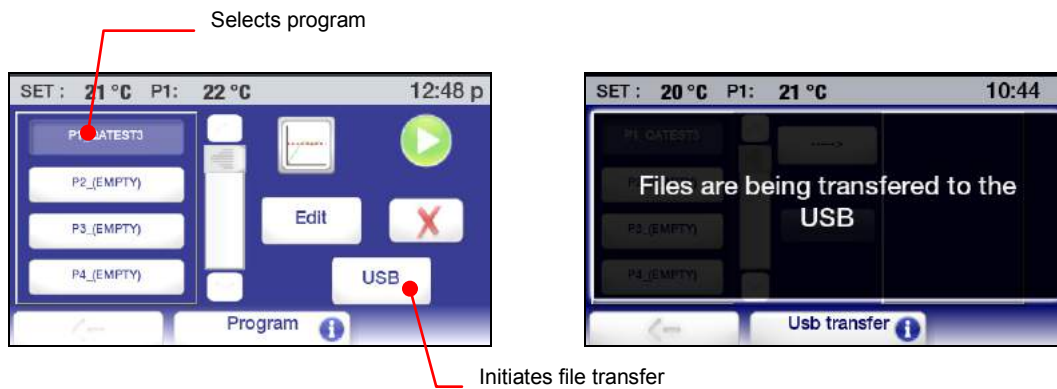 Selects program
SET : 21 °C P1: 22 °C 12:48 p
P1_QATEST3
P2_(EMPTY)
P3_(EMPTY)
P4_(EMPTY)
Edit
USB
Program
SET : 20 °C P1: 21 °C 10:44
P1_QATEST3
Files are being transfered to the
USB
P3_(EMPTY)
P4_(EMPTY)
Usb transfer
Initiates file transfer